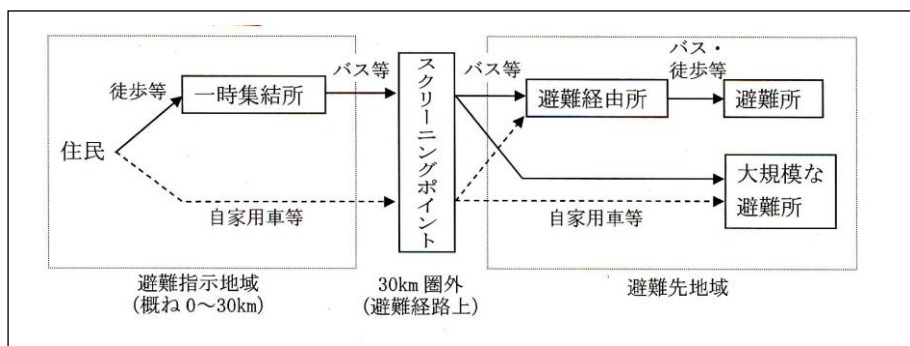 徒歩等
一時集結所
バス等
住民
自家用車等
避難指示地域
(概ね 0～30km)
スクリーニングポイント
30km 圏外
(避難経路上)
バス等
避難経由所
バス・
徒歩等
避難所
大規模な
避難所
自家用車等
避難先地域